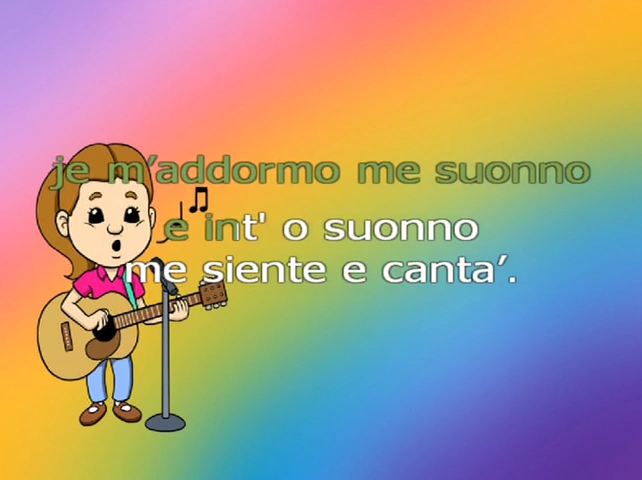 je m’addormo me suonno
e int' o suonno
me siente e canta’.